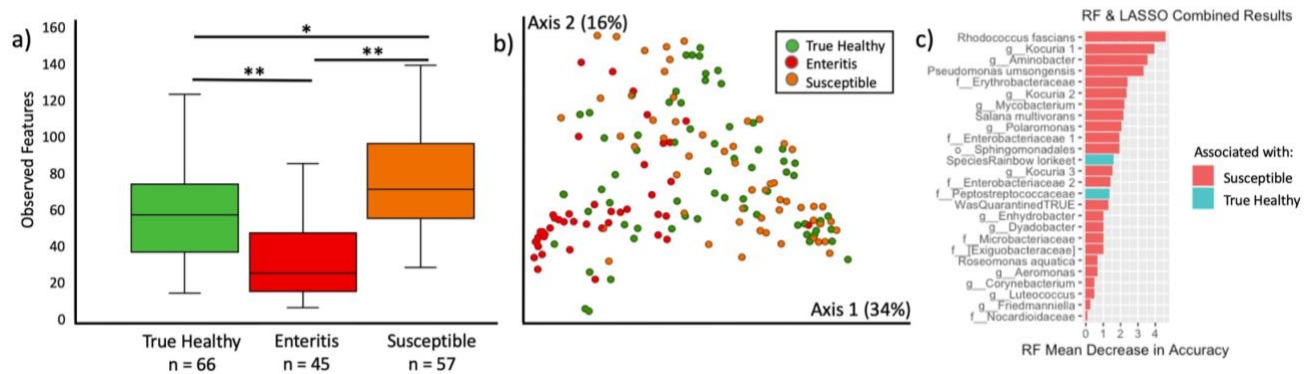 a)
Observed Features
160
140
120
100
80
60
40
20
0
*
**
**
True Healthy
n = 66
Enteritis
n = 45
Susceptible
n = 57
b)
Axis 2 (16%)
True Healthy
Enteritis
Susceptible
Axis 1 (34%)
c)
RF & LASSO Combined Results
Rhodococcus fascians
g__Kocuria 1
g__Aminobacter
Pseudomonas umsongensis
f__Erythrobacteraceae
g__Kocuria 2
g__Mycobacterium
Salana multivorans
g__Polaromonas
f__Enterobacteriaceae 1
o__Sphingomonadales
SpeciesRainbow lorikeet
g__Kocuria 3
f__Enterobacteriaceae 2
f__Peptostreptococcaceae
WasQuarantinedTRUE
g__Enhydrobacter
g__Dyadobacter
f__Microbacteriaceae
f__[Exiguobacteraceae]
Roseomonas aquatica
g__Aeromonas
g__Corynebacterium
g__Luteococcus
g__Friedmanniella
f__Nocardioidaceae
0 1 2 3 4
RF Mean Decrease in Accuracy
Associated with:
Susceptible
True Healthy